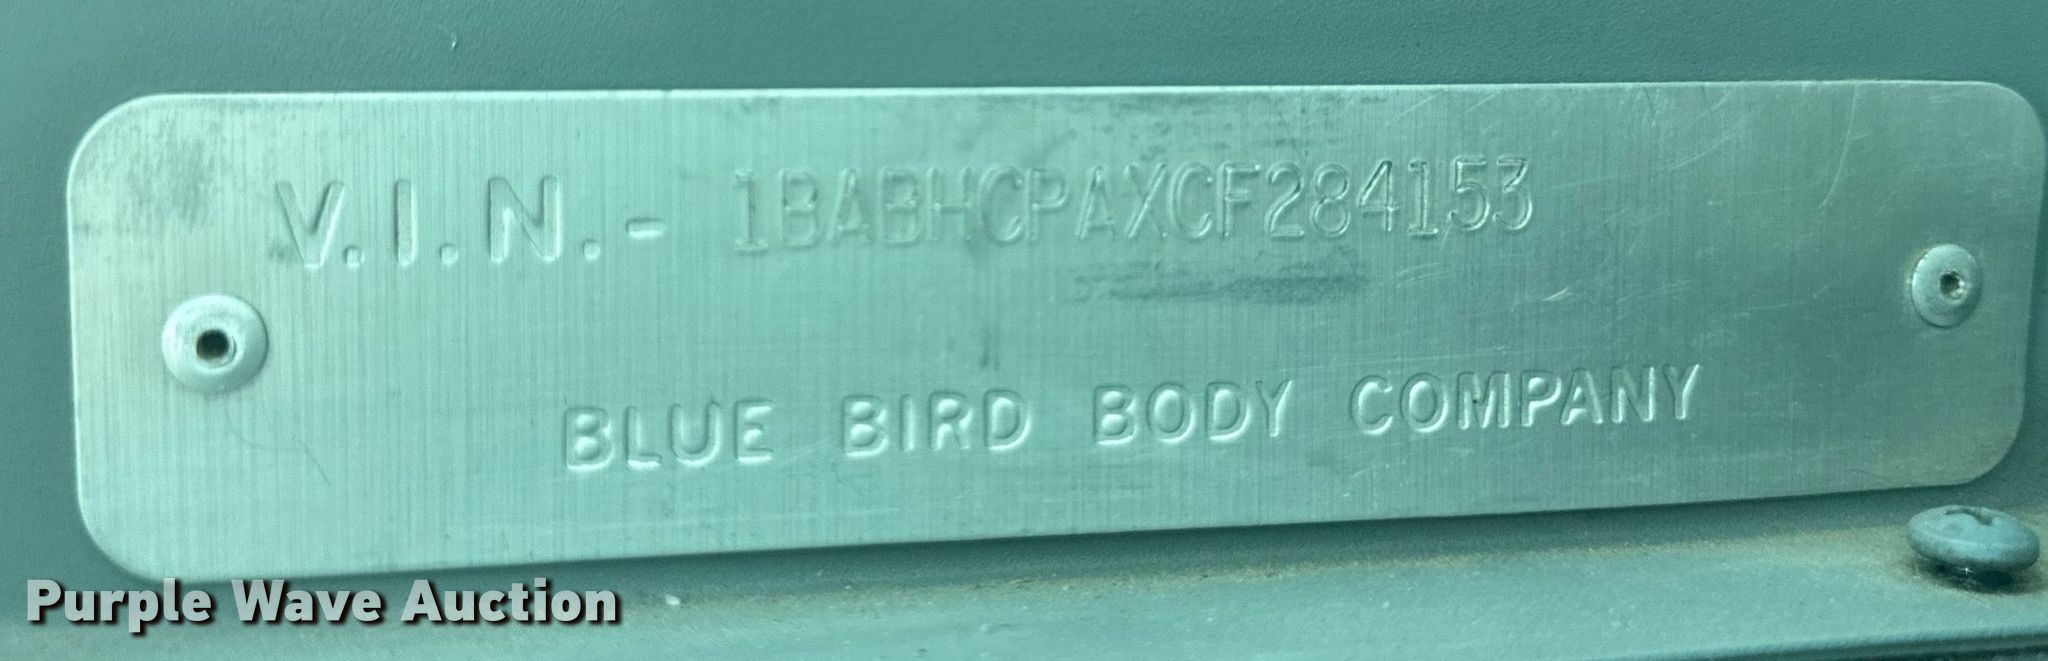 V.I.N.- 1BABHCPAXCF284153
BLUE BIRD BODY COMPANY
Purple Wave Auction